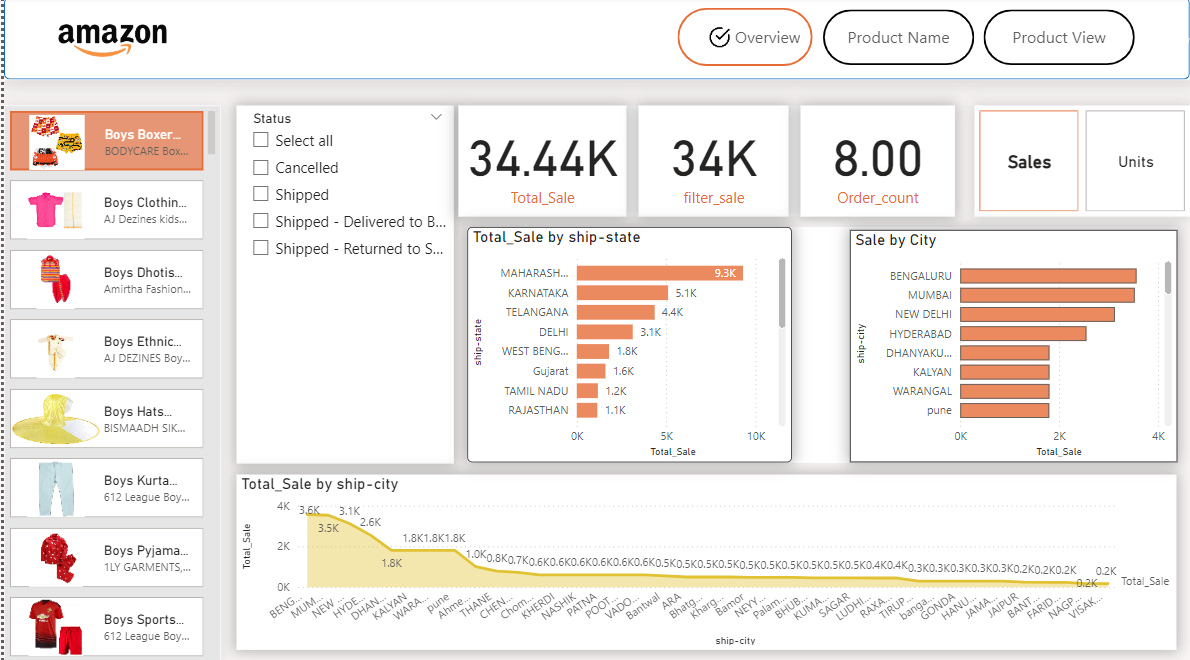 amazon
Overview
Product Name
Product View
Boys Boxer...
BODYCARE Box...
Boys Clothin...
AJ Dezines kids...
Boys Dhotis...
Amirtha Fashion...
Boys Ethnic...
AJ DEZINES Boy...
Boys Hats...
BISMAADH SIK...
Boys Kurta...
612 League Boy...
Boys Pyjama...
1LY GARMENTS,...
Boys Sports...
612 League Boy...
Status
Select all
Cancelled
Shipped
Shipped - Delivered to B...
Shipped - Returned to S...
34.44K
Total_Sale
34K
filter_sale
8.00
Order_count
Sales
Units
Total_Sale by ship-state
ship-state
MAHARASH... 9.3K
KARNATAKA 5.1K
TELANGANA 4.4K
DELHI 3.1K
WEST BENG... 1.8K
Gujarat 1.6K
TAMIL NADU 1.2K
RAJASTHAN 1.1K
0K 5K 10K
Total_Sale
Sale by City
ship-city
BENGALURU
MUMBAI
NEW DELHI
HYDERABAD
DHANYAKU...
KALYAN
WARANGAL
pune
0K 2K 4K
Total_Sale
Total_Sale by ship-city
Total_Sale
4K
2K
0K
3.6K 3.5K 3.1K 2.6K 1.8K 1.8K 1.8K 1.8K 1.0K 0.8K 0.7K 0.6K 0.6K 0.6K 0.6K 0.6K 0.6K 0.5K 0.5K 0.5K 0.5K 0.5K 0.5K 0.5K 0.5K 0.5K 0.5K 0.4K 0.4K 0.3K 0.3K 0.3K 0.3K 0.3K 0.2K 0.2K 0.2K 0.2K 0.2K
Total_Sale
BENG... MUM... NEW ... HYDE... DHAN... KALYAN WARA... pune Ahme... THANE CHEN... Chom... KHERDI NASHIK PATNA POOT... VADO... Bantwal ARA Bhatg... Kharg... Ramor NEYY... Palam... BHUB... KUMA... SAGAR LUDHI... RAXA... TIRUP... banga... GONDA HANU... JAMA... JAIPUR BANT... FARID... NAGP... VISAK...
ship-city